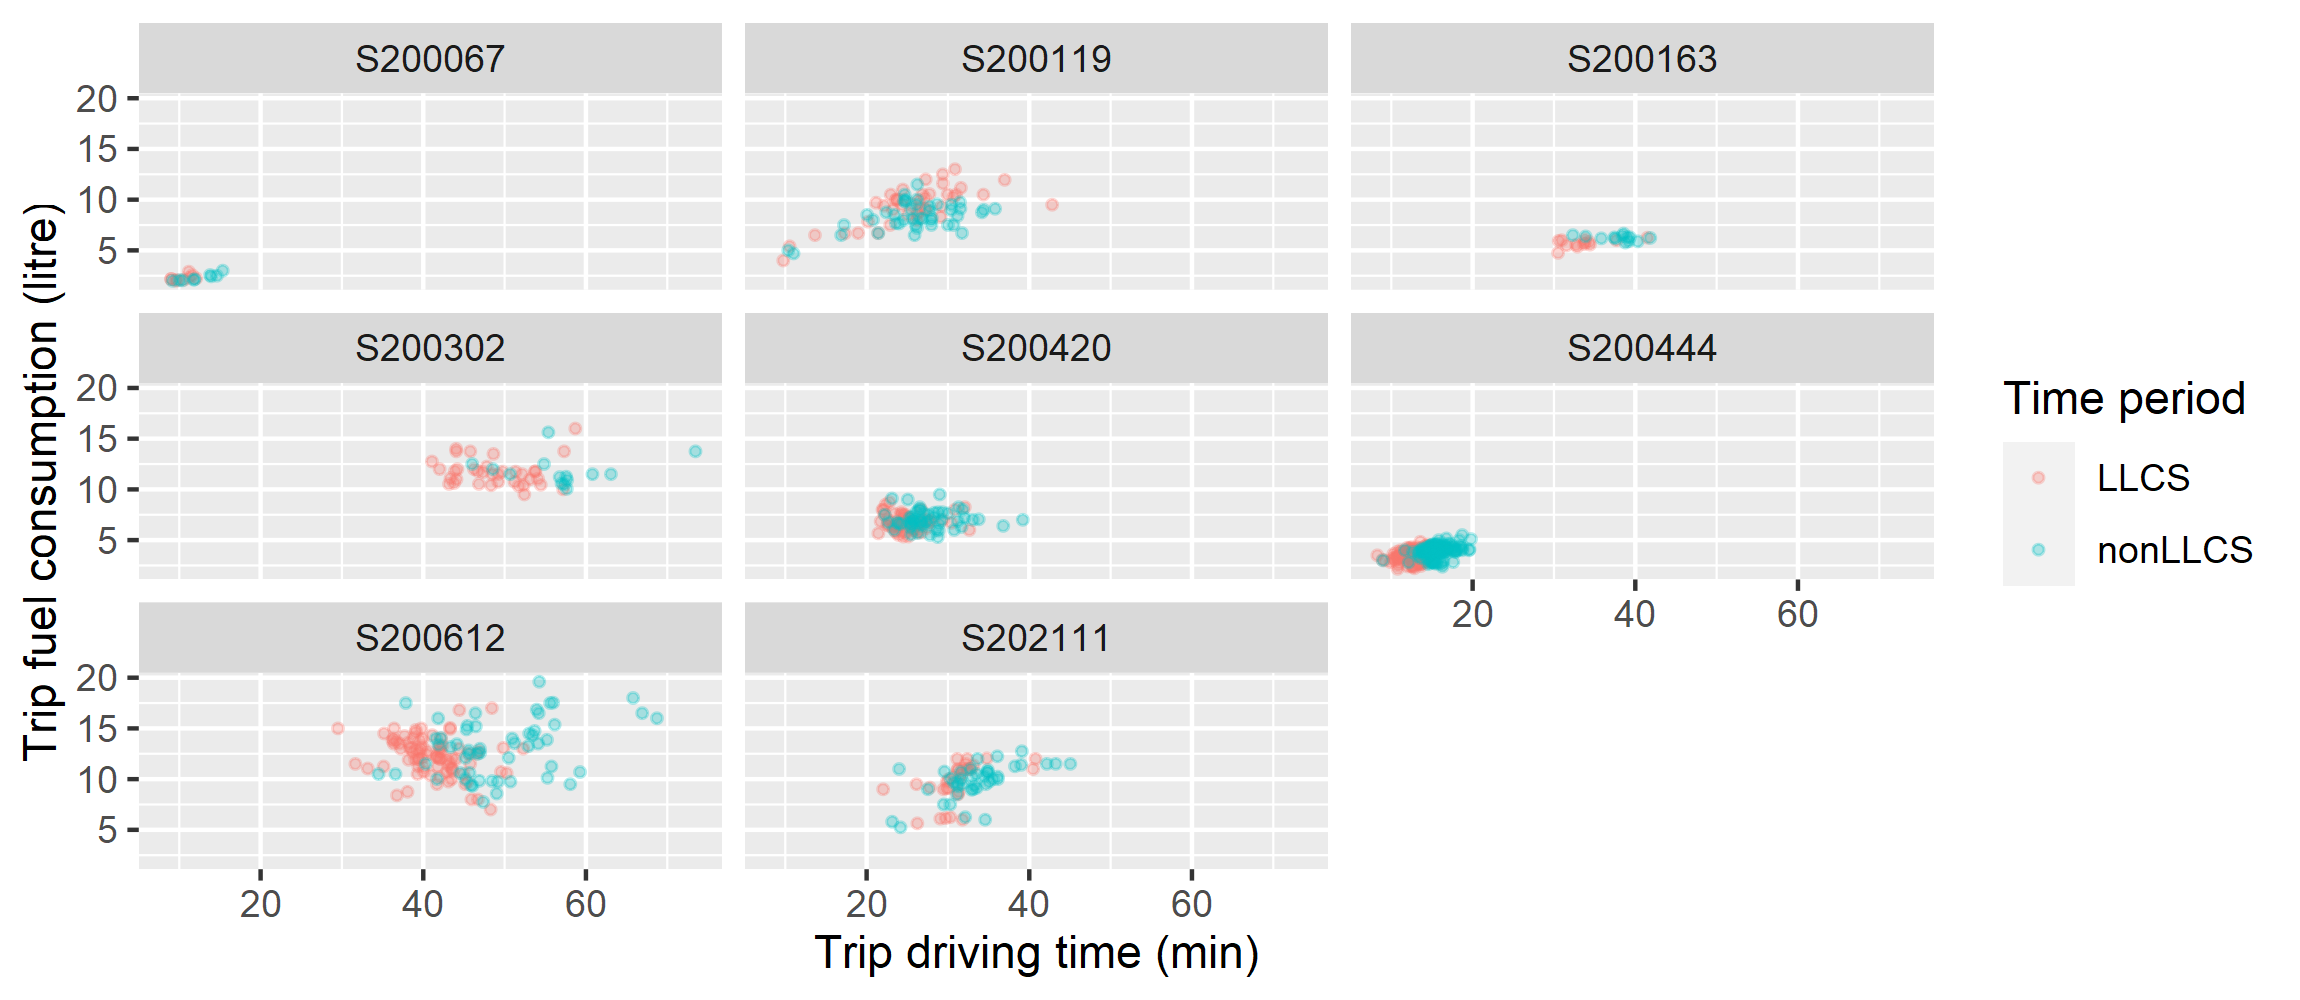 S200067
S200119
S200163
20
15
10
5
S200302
S200420
S200444
20
15
10
5
20
40
60
S200612
S202111
20
15
10
5
20
40
60
20
40
60
Trip driving time (min)
Trip fuel consumption (litre)
Time period
LLCS
nonLLCS